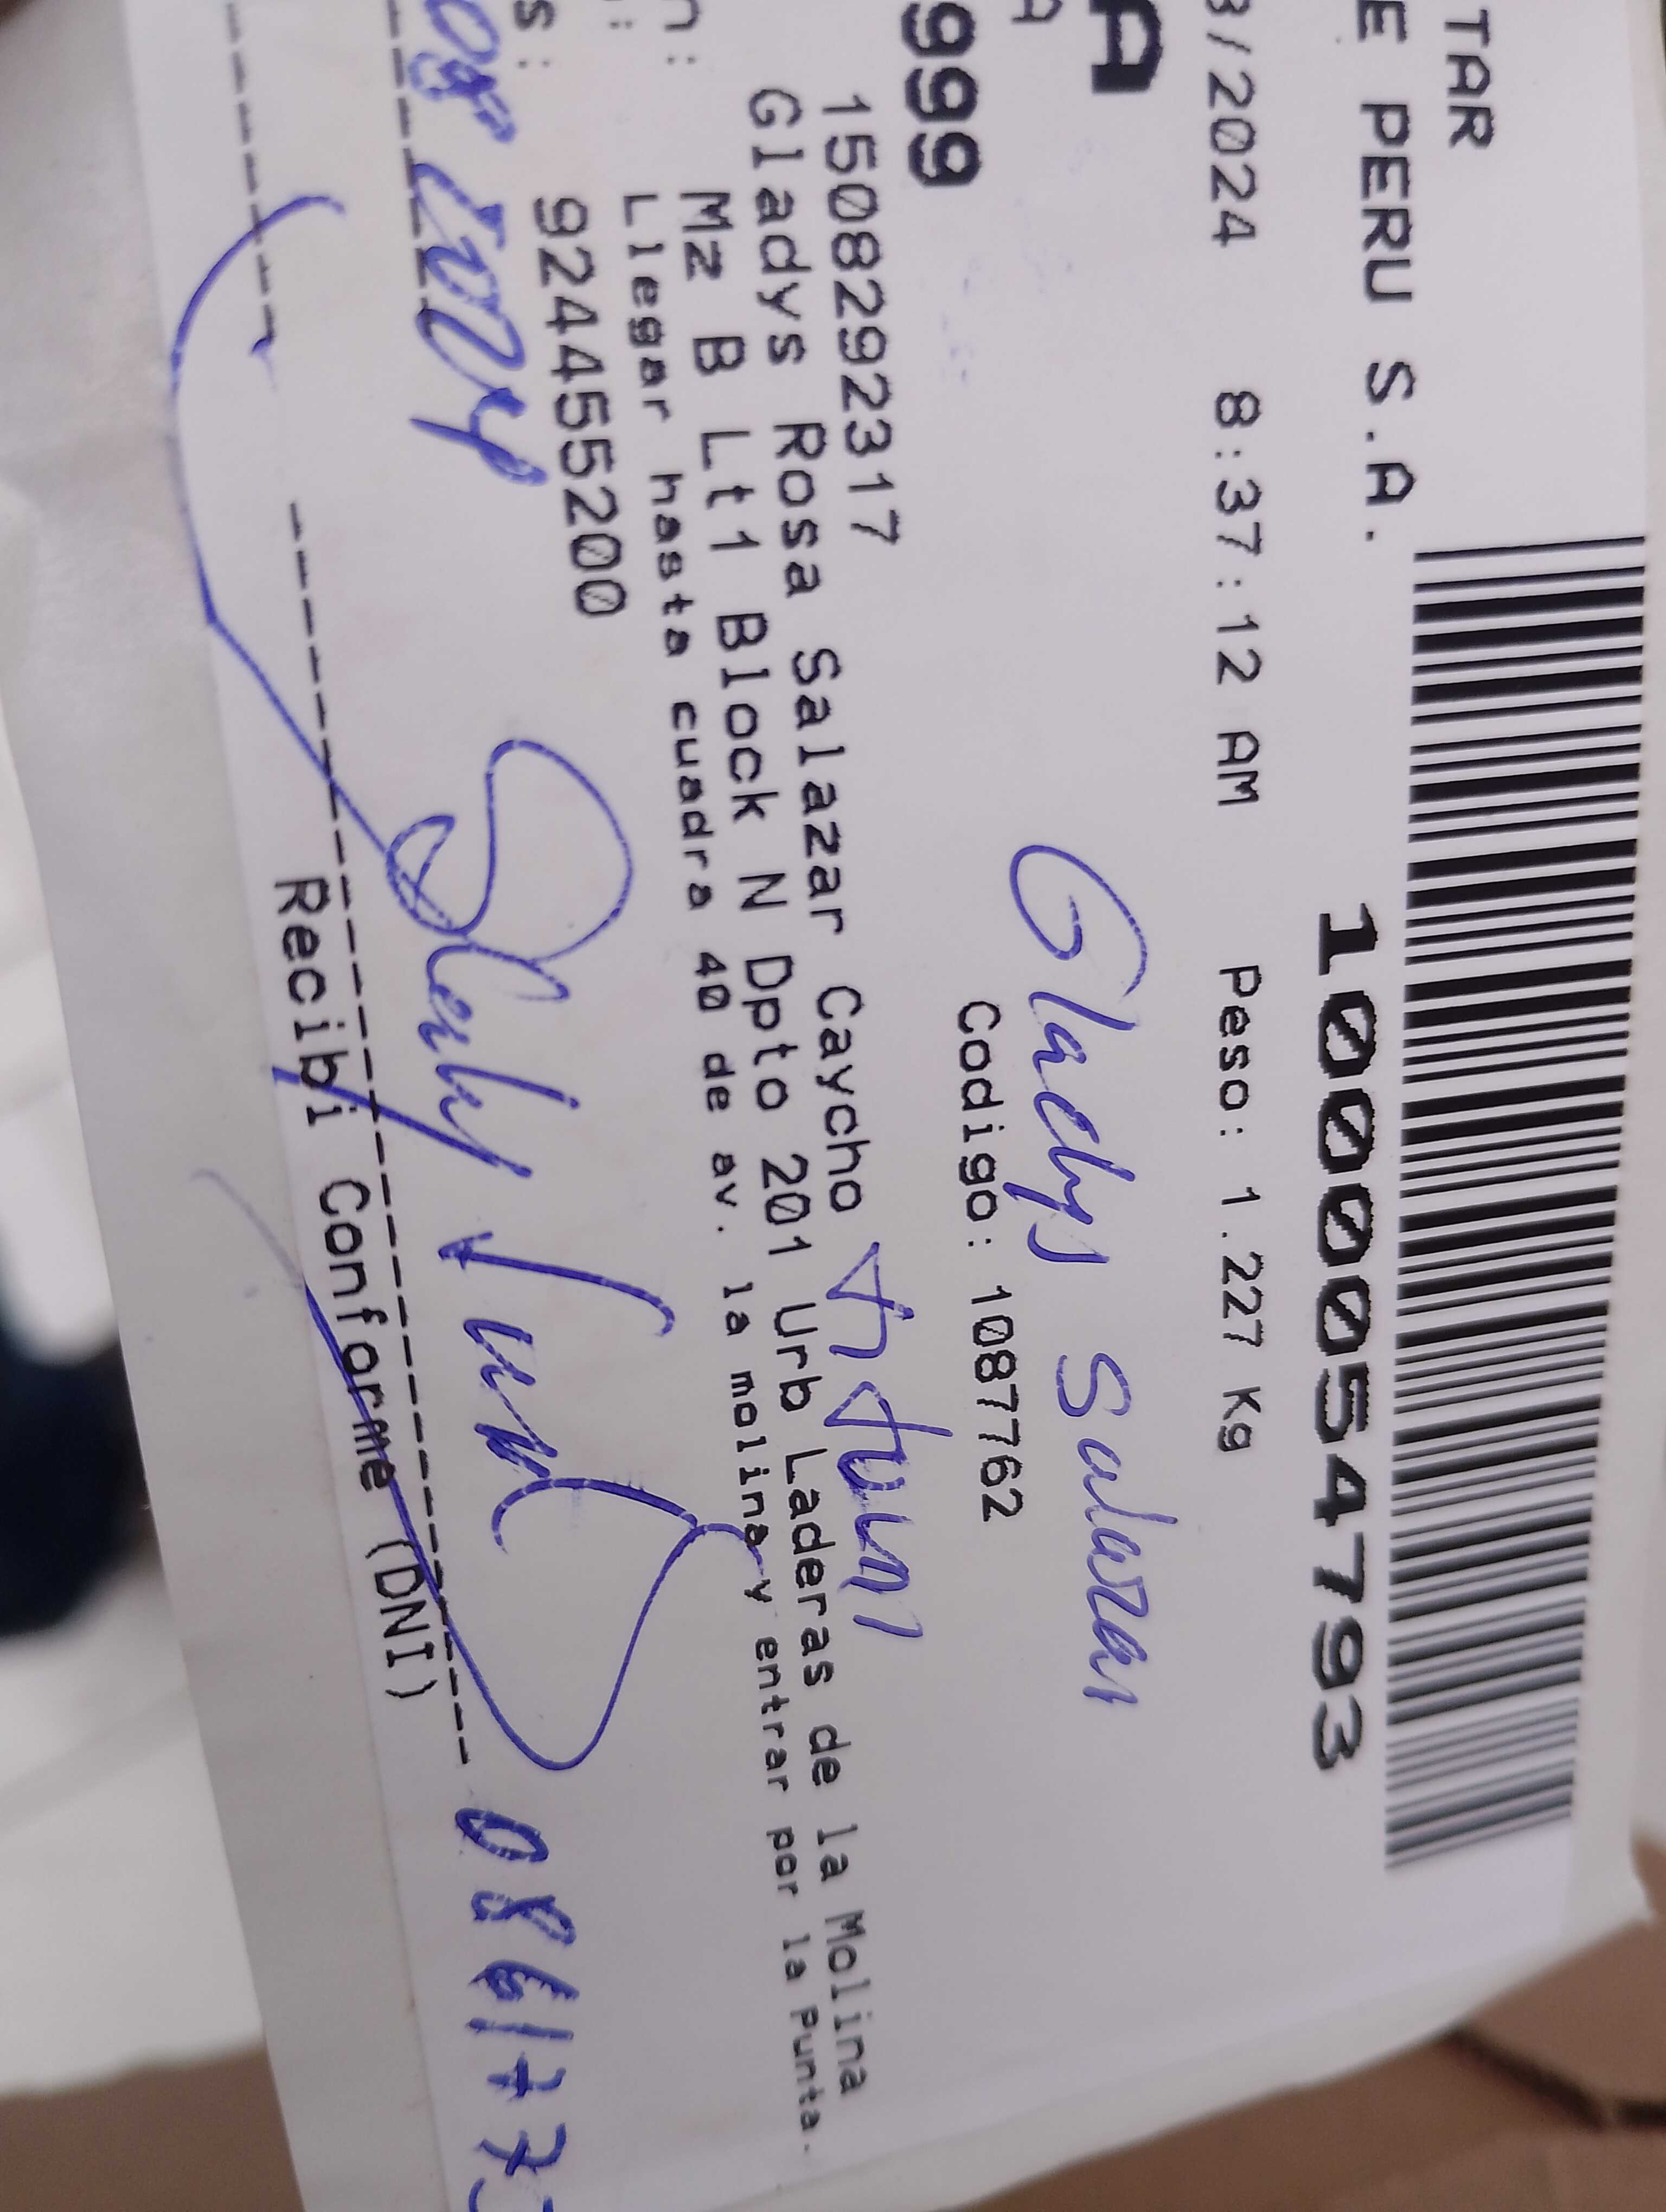 TAR
E PERU S.A.
10000054793
3/2024 8:37:12 AM Peso: 1.227 Kg
A
A
Gladys Salazar
Codigo: 1087762
999
1508292317
Gladys Rosa Salazar Caycho
n: Mz B Lt1 Block N Dpto 201 Urb Laderas de la Molina
: Llegar hasta cuadra 40 de av. la molina y entrar por la Punta.
s: 924455200
Recibi Conforme (DNI)